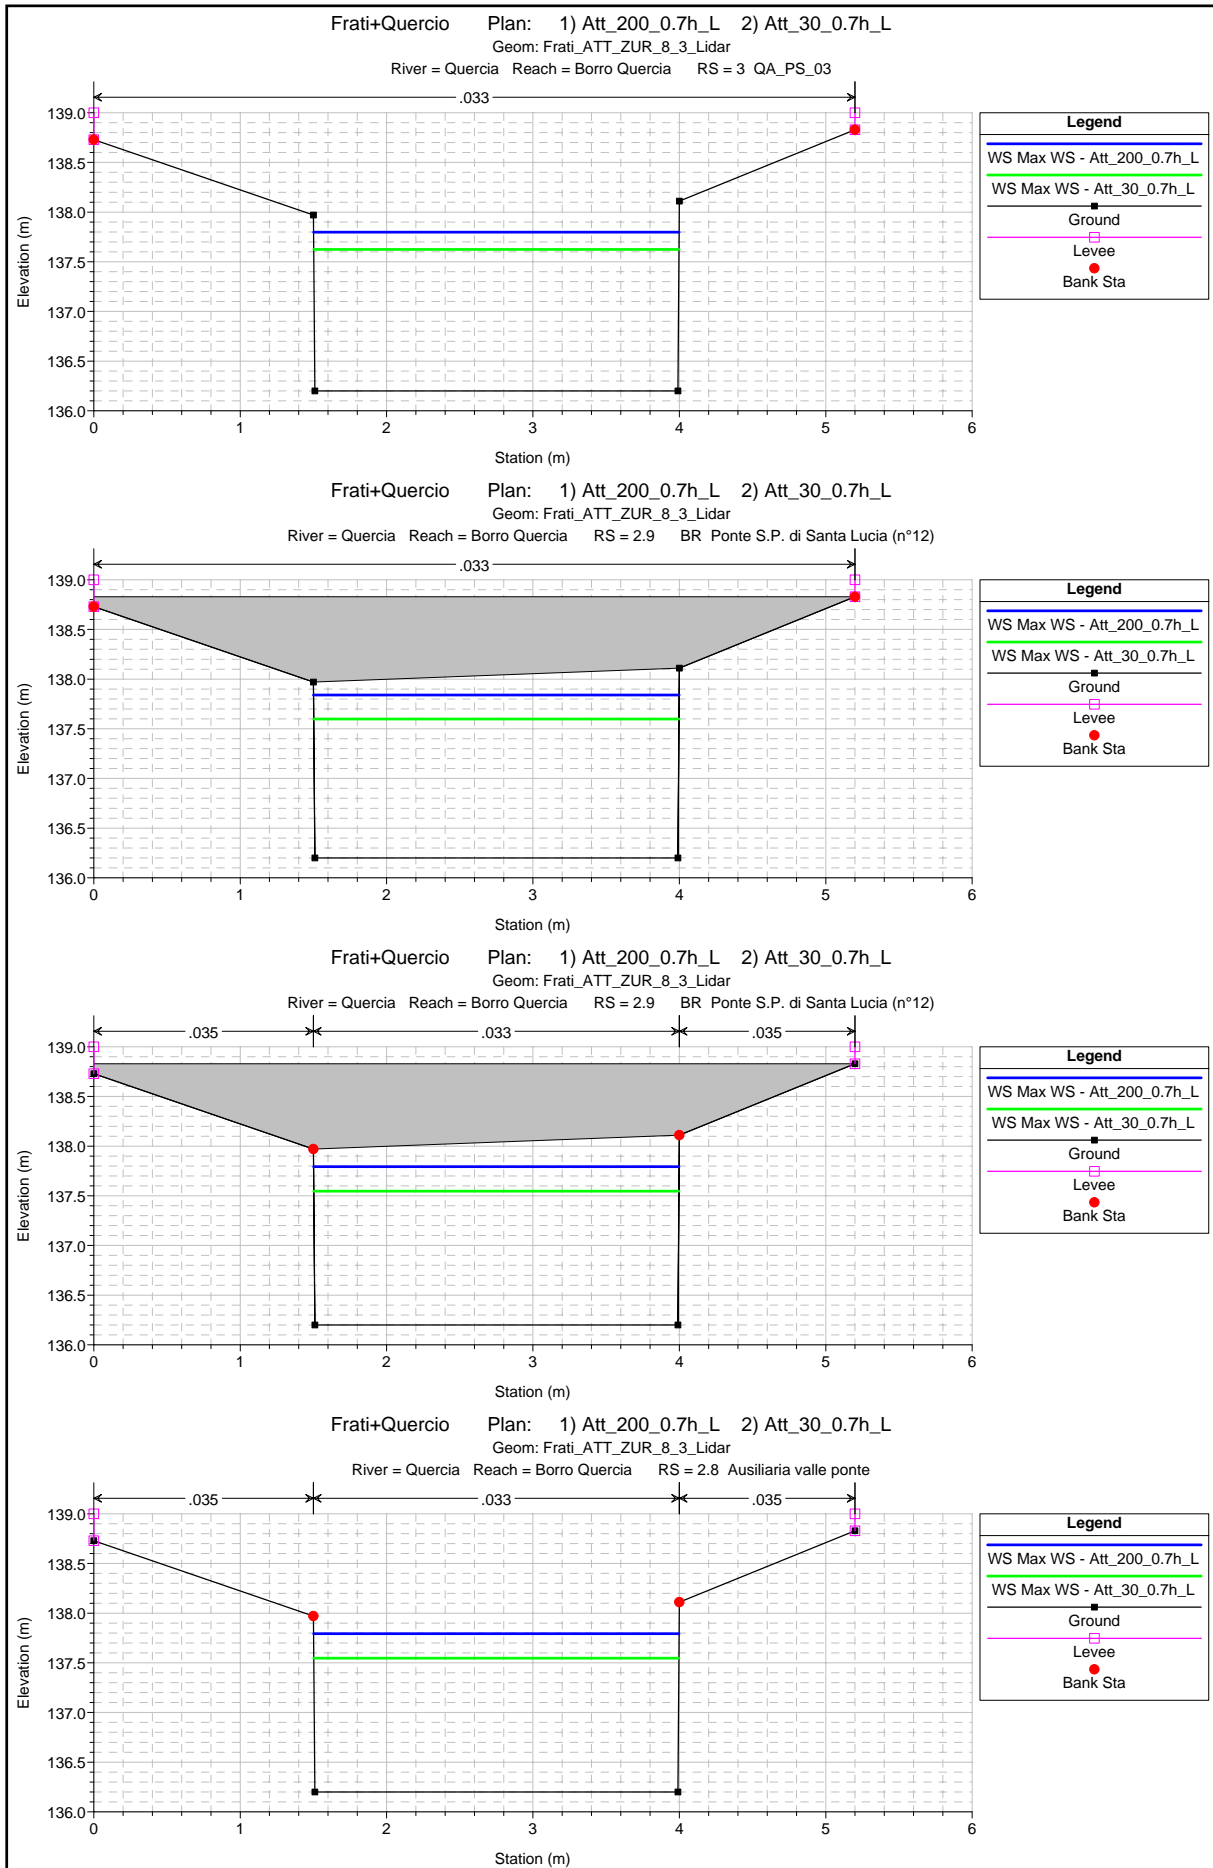 Frati+Quercio Plan: 1) Att_200_0.7h_L 2) Att_30_0.7h_L
Geom: Frati_ATT_ZUR_8_3_Lidar
River = Quercia Reach = Borro Quercia RS = 3 QA_PS_03
.033
139.0
138.5
138.0
137.5
137.0
136.5
136.0
Elevation (m)
0 1 2 3 4 5 6
Station (m)
Legend
WS Max WS - Att_200_0.7h_L
WS Max WS - Att_30_0.7h_L
Ground
Levee
Bank Sta
Frati+Quercio Plan: 1) Att_200_0.7h_L 2) Att_30_0.7h_L
Geom: Frati_ATT_ZUR_8_3_Lidar
River = Quercia Reach = Borro Quercia RS = 2.9 BR Ponte S.P. di Santa Lucia (n°12)
.033
139.0
138.5
138.0
137.5
137.0
136.5
136.0
Elevation (m)
0 1 2 3 4 5 6
Station (m)
Legend
WS Max WS - Att_200_0.7h_L
WS Max WS - Att_30_0.7h_L
Ground
Levee
Bank Sta
Frati+Quercio Plan: 1) Att_200_0.7h_L 2) Att_30_0.7h_L
Geom: Frati_ATT_ZUR_8_3_Lidar
River = Quercia Reach = Borro Quercia RS = 2.9 BR Ponte S.P. di Santa Lucia (n°12)
.035 .033 .035
139.0
138.5
138.0
137.5
137.0
136.5
136.0
Elevation (m)
0 1 2 3 4 5 6
Station (m)
Legend
WS Max WS - Att_200_0.7h_L
WS Max WS - Att_30_0.7h_L
Ground
Levee
Bank Sta
Frati+Quercio Plan: 1) Att_200_0.7h_L 2) Att_30_0.7h_L
Geom: Frati_ATT_ZUR_8_3_Lidar
River = Quercia Reach = Borro Quercia RS = 2.8 Ausiliaria valle ponte
.035 .033 .035
139.0
138.5
138.0
137.5
137.0
136.5
136.0
Elevation (m)
0 1 2 3 4 5 6
Station (m)
Legend
WS Max WS - Att_200_0.7h_L
WS Max WS - Att_30_0.7h_L
Ground
Levee
Bank Sta